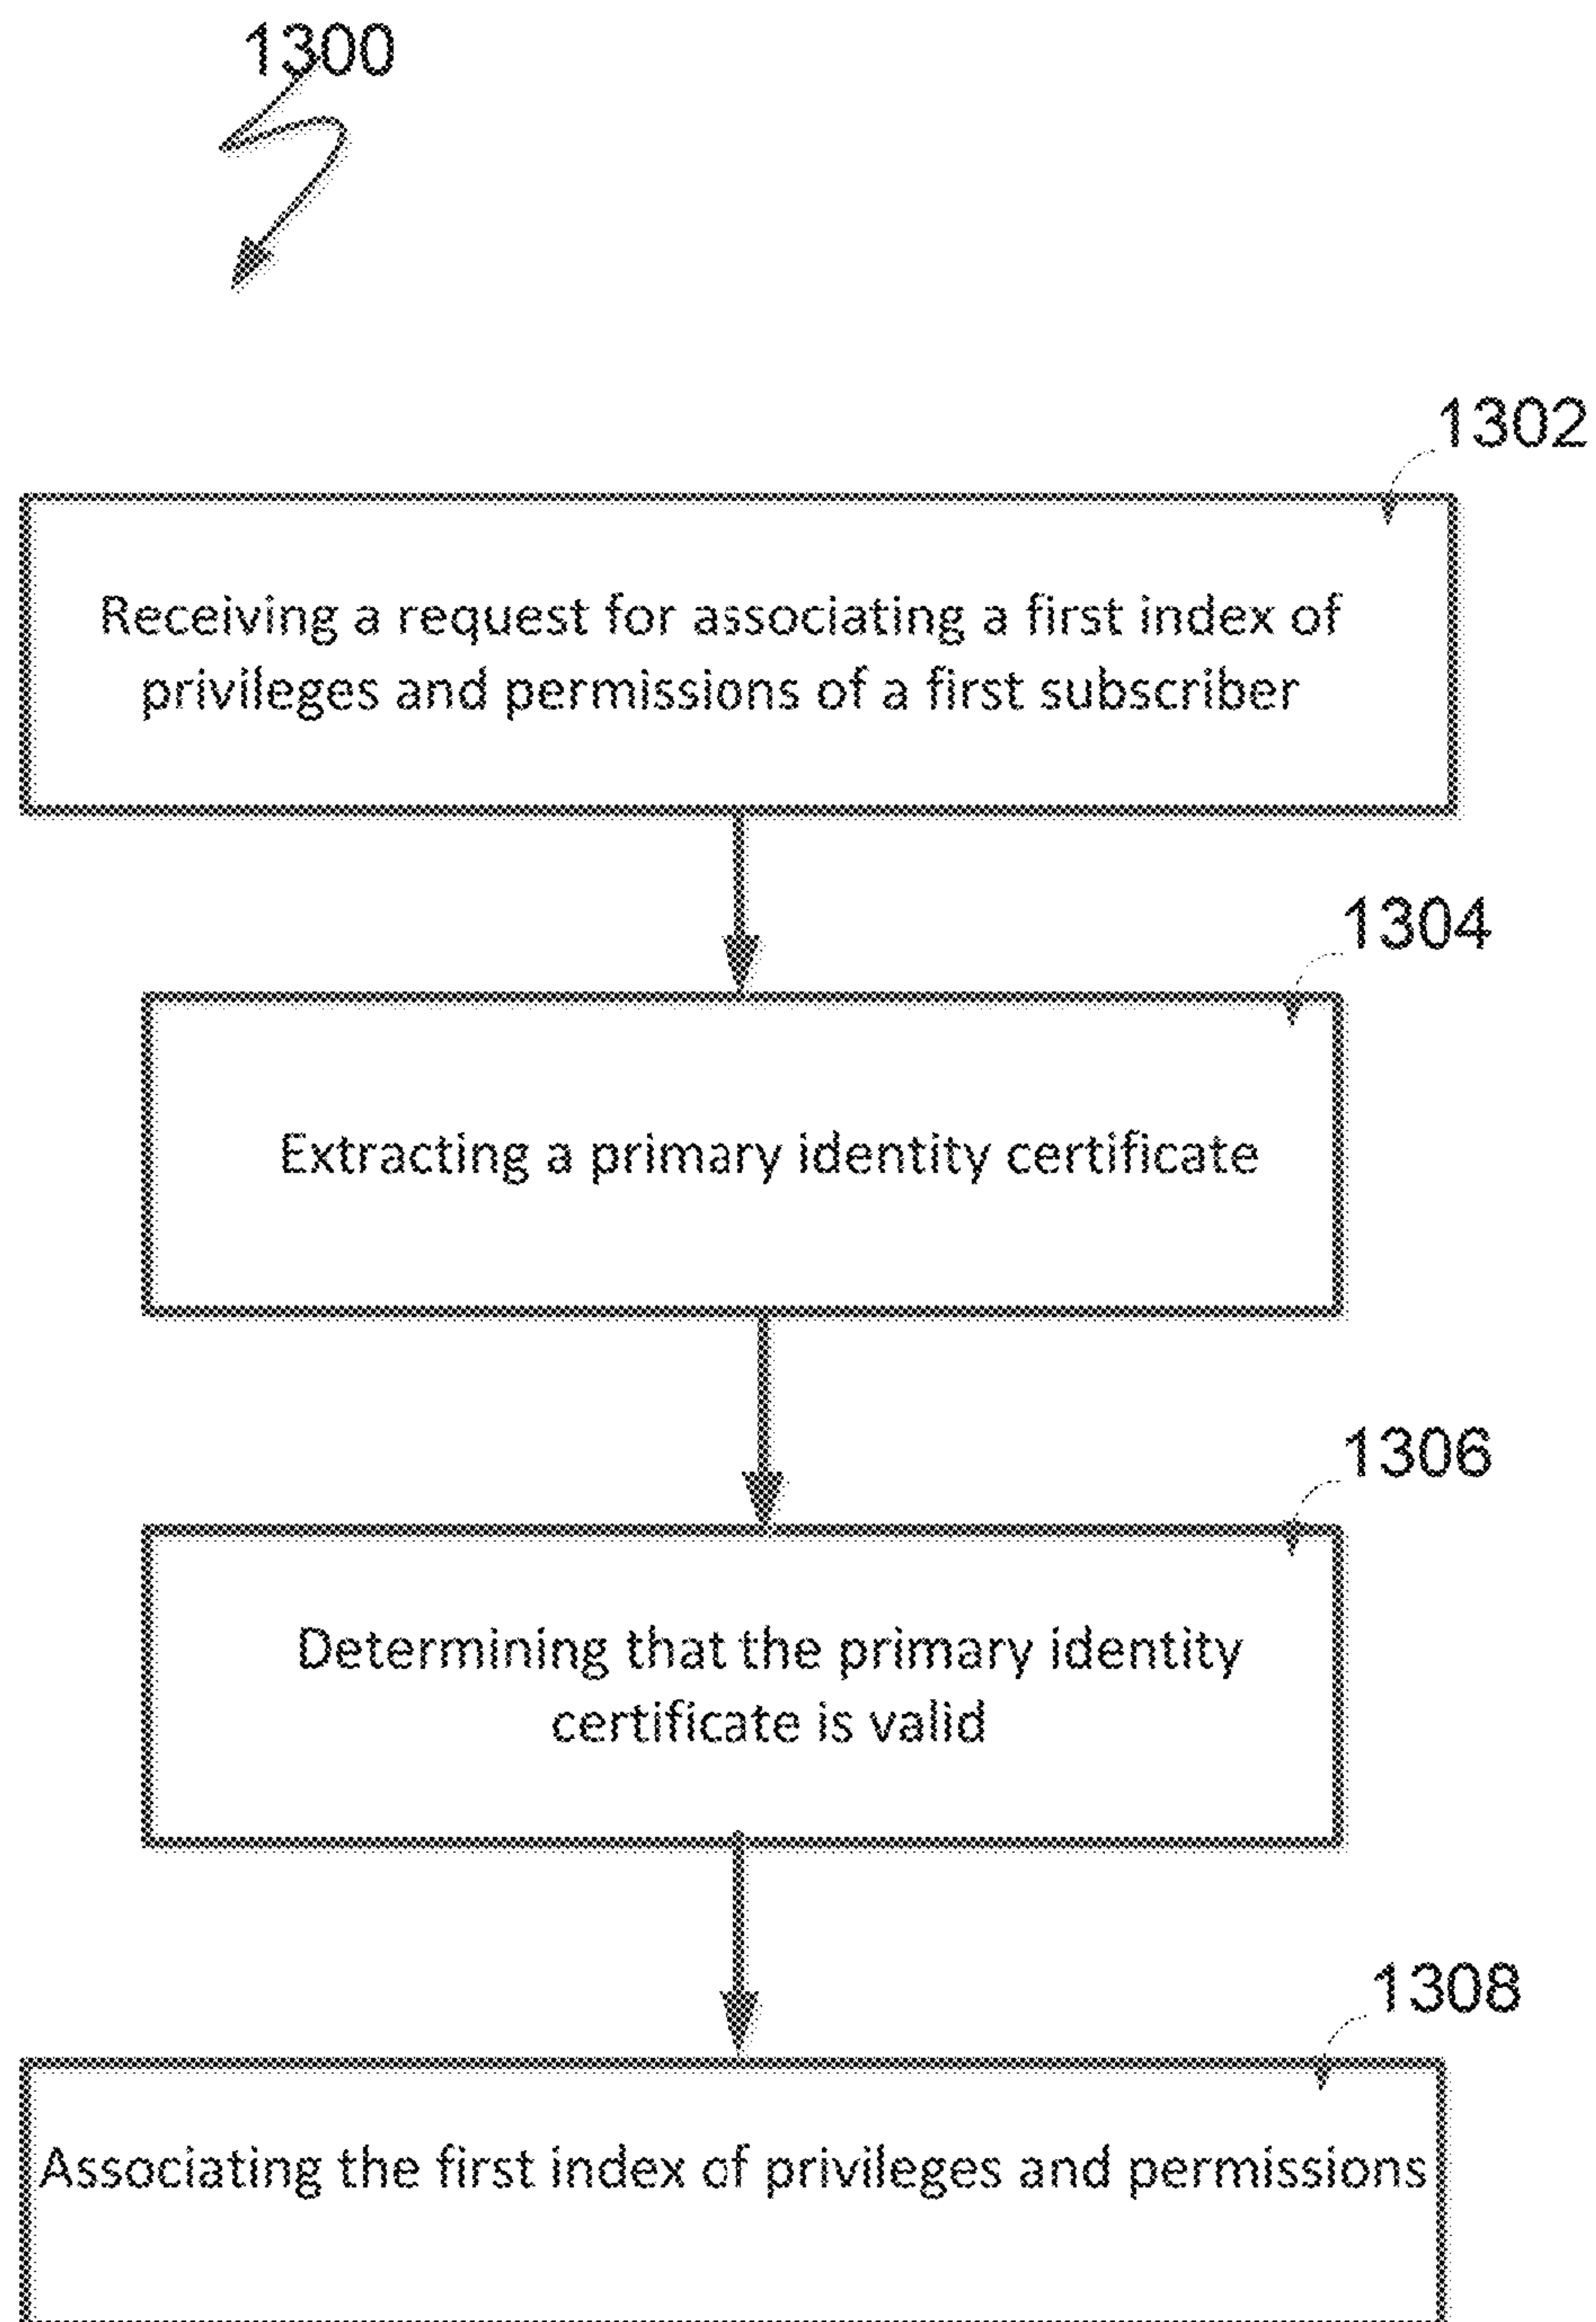 1300
1302
Receiving a request for associating a first index of
privileges and permissions of a first subscriber
1304
Extracting a primary identity certificate
1306
Determining that the primary identity
certificate is valid
1308
Associating the first index of privileges and permissions